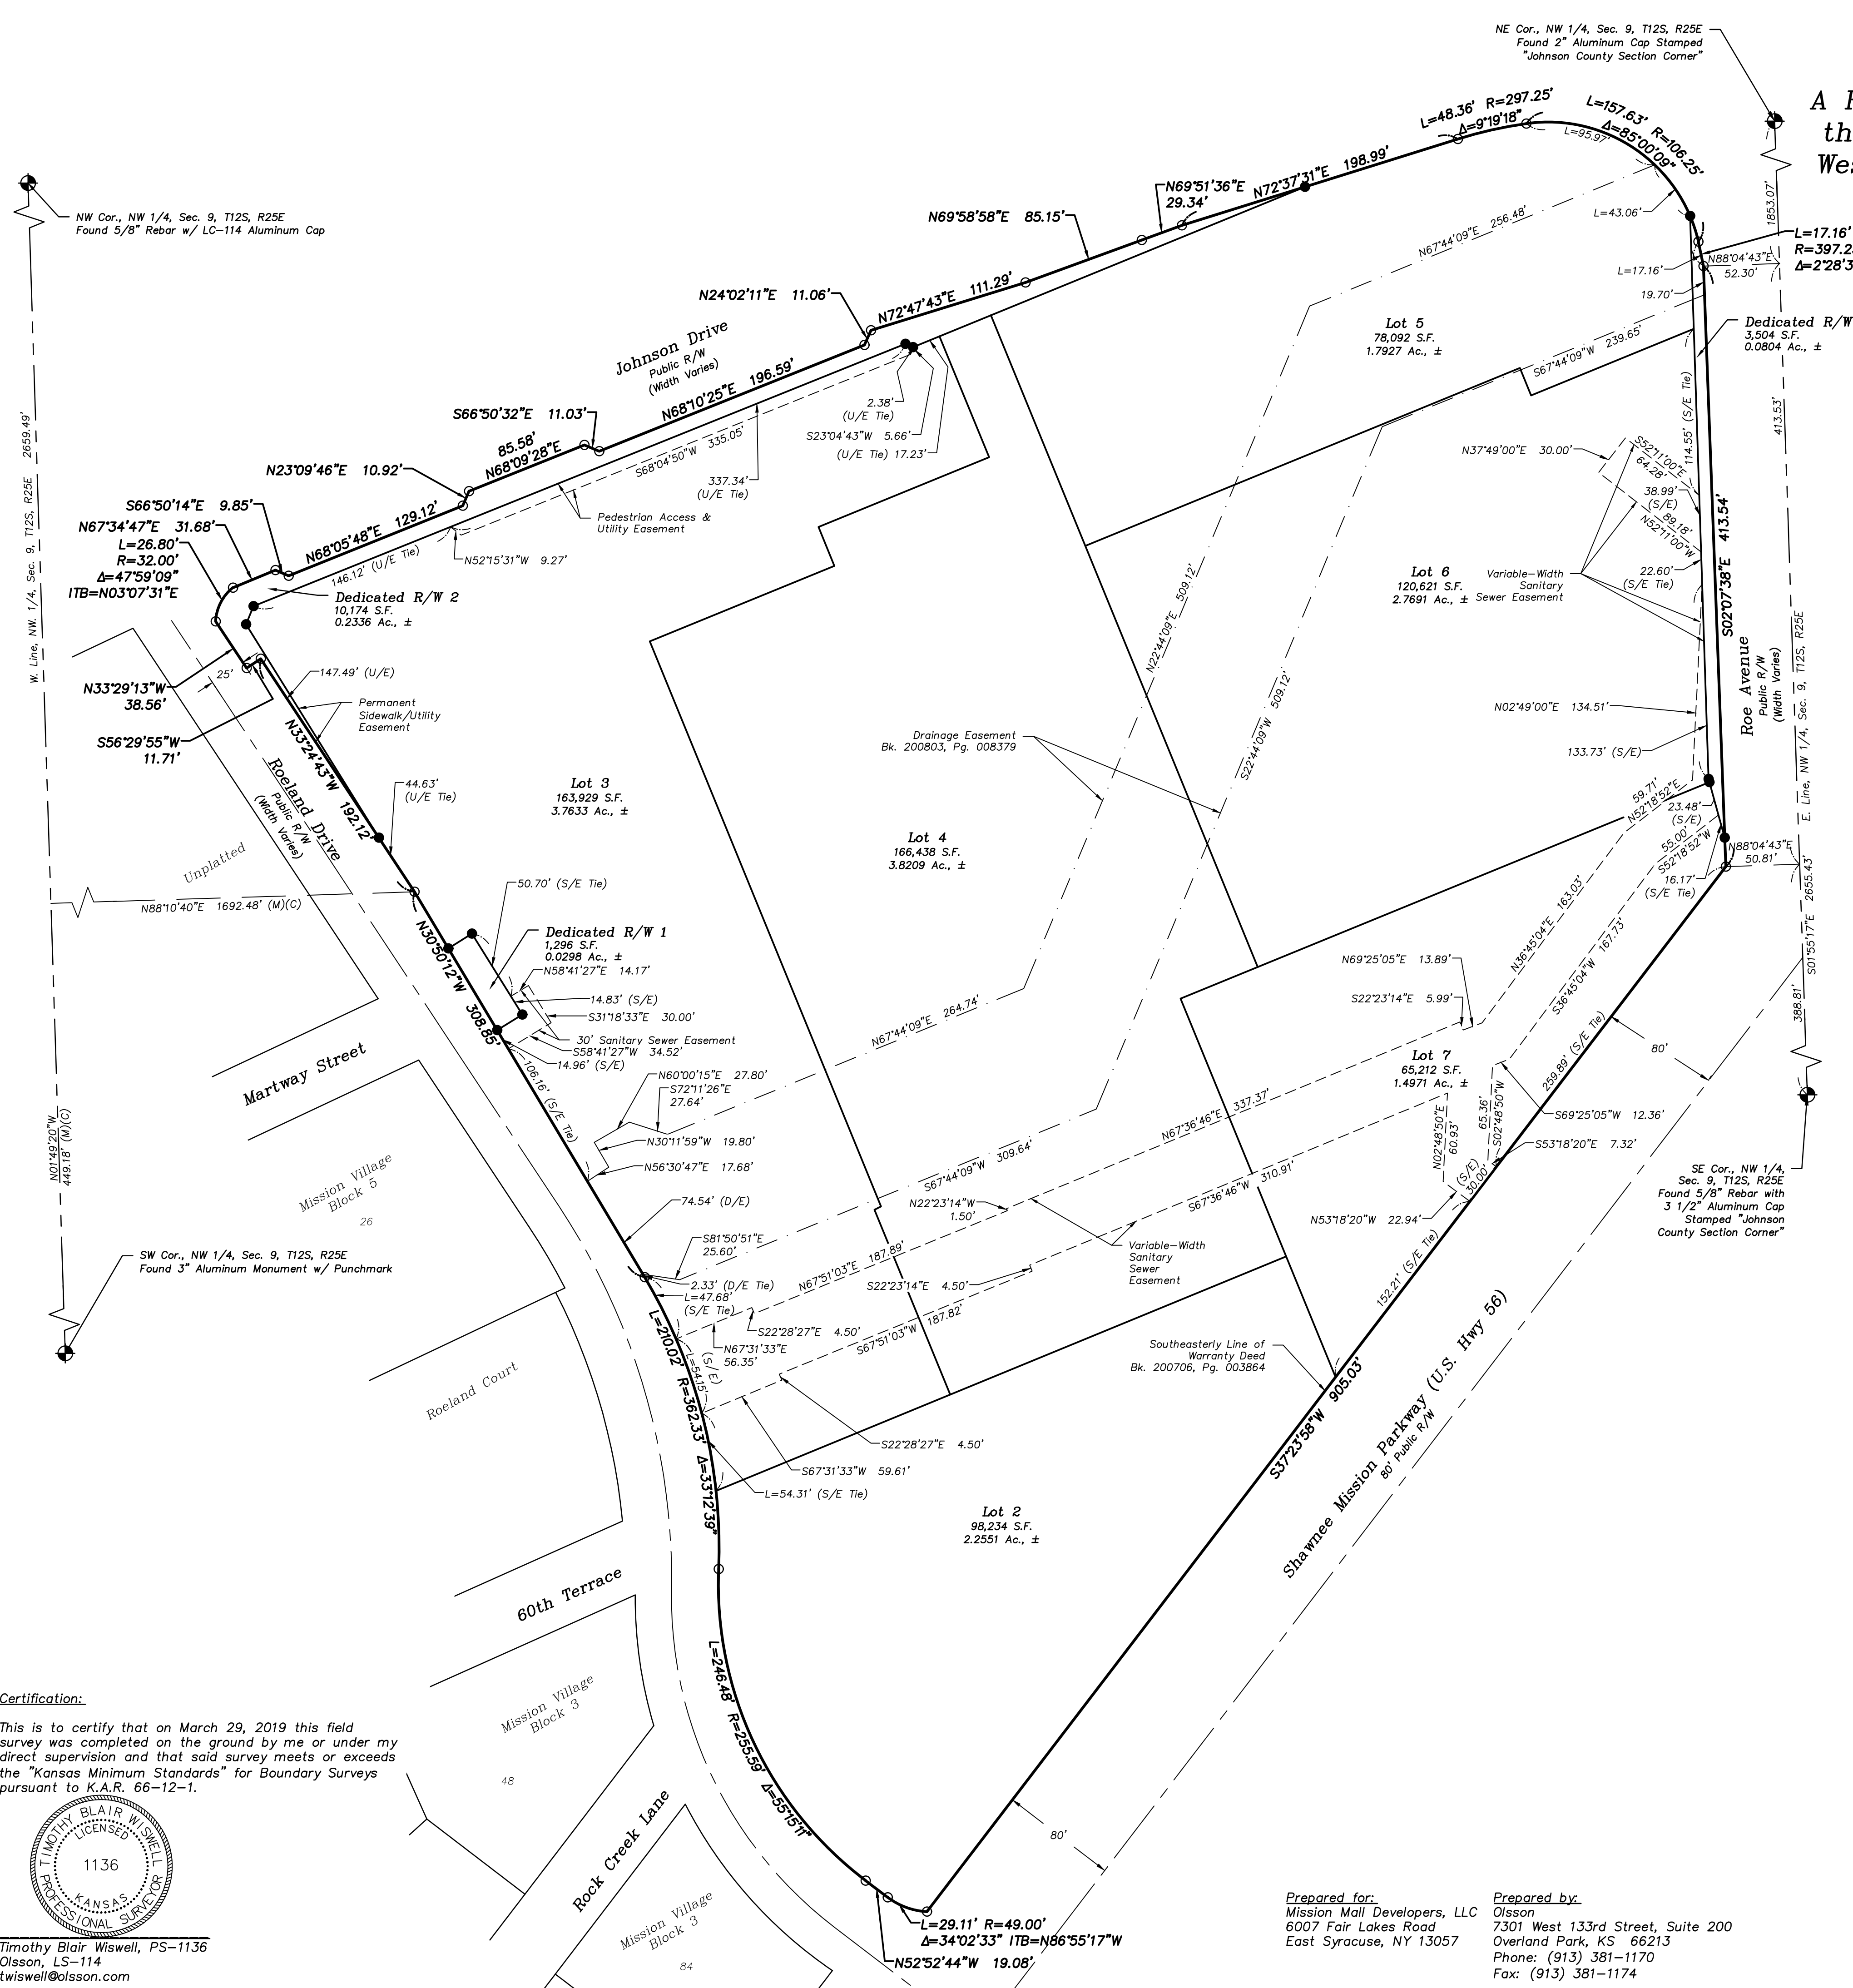 NE Cor., NW 1/4, Sec. 9, T12S, R25E
Found 2" Aluminum Cap Stamped
"Johnson County Section Corner"
A
th
Wes
NW Cor., NW 1/4, Sec. 9, T12S, R25E
Found 5/8" Rebar w/ LC-114 Aluminum Cap
W. Line, NW. 1/4, Sec. 9, T12S, R25E 2659.49'
L=48.36' R=297.25'
Δ=9°19'18"
L=157.63' R=106.25'
Δ=85°00'09"
L=95.97'
L=43.06'
1853.07'
L=17.16'
R=397.2
Δ=2°28'3
N88°04'43"E
52.30'
L=17.16'
19.70'
Dedicated R/W
3,504 S.F.
0.0804 Ac., ±
N72°37'31"E 198.99'
N69°51'36"E
29.34'
N69°58'58"E 85.15'
N72°47'43"E 111.29'
N24°02'11"E 11.06'
Johnson Drive
Public R/W
(Width Varies)
N68°10'25"E 196.59'
S66°50'32"E 11.03'
85.58'
N68°09'28"E
N23°09'46"E 10.92'
N68°05'48"E 129.12'
S66°50'14"E 9.85'
N67°34'47"E 31.68'
L=26.80'
R=32.00'
Δ=47°59'09"
ITB=N03°07'31"E
146.12' (U/E Tie)
N52°15'31"W 9.27'
Pedestrian Access &
Utility Easement
S68°04'50"W 335.05'
337.34'
(U/E Tie)
2.38'
(U/E Tie)
S23°04'43"W 5.66'
(U/E Tie) 17.23'
Dedicated R/W 2
10,174 S.F.
0.2336 Ac., ±
25'
N33°29'13"W
38.56'
S56°29'55"W
11.71'
147.49' (U/E)
Permanent
Sidewalk/Utility
Easement
N33°24'43"W 192.12'
44.63'
(U/E Tie)
Roeland Drive
Public R/W
(Width Varies)
Unplatted
N88°10'40"E 1692.48' (M)(C)
Lot 3
163,929 S.F.
3.7633 Ac., ±
Lot 4
166,438 S.F.
3.8209 Ac., ±
Lot 5
78,092 S.F.
1.7927 Ac., ±
Lot 6
120,621 S.F.
2.7691 Ac., ±
N67°44'09"E 256.48'
S67°44'09"W 239.65'
N22°44'09"E 509.12'
S22°44'09"W 509.12'
Drainage Easement
Bk. 200803, Pg. 008379
N37°49'00"E 30.00'
S52°11'00"E
64.28'
114.55' (S/E Tie)
38.99'
(S/E)
89.18'
N52°11'00"W
22.60'
(S/E Tie)
Variable-Width
Sanitary
Sewer Easement
N02°49'00"E 134.51'
133.73' (S/E)
S02°07'38"E 413.54'
413.53'
Roe Avenue
Public R/W
(Width Varies)
E. Line, NW 1/4, Sec. 9, T12S, R25E
S01°55'17"E 2655.43'
59.71'
N52°18'52"E
23.48'
(S/E)
55.00'
S52°18'52"W
N88°04'43"E
50.81'
16.17'
(S/E Tie)
388.81'
N36°45'04"E 163.03'
S36°45'04"W 167.73'
259.89' (S/E Tie)
80'
50.70' (S/E Tie)
Dedicated R/W 1
1,296 S.F.
0.0298 Ac., ±
N58°41'27"E 14.17'
14.83' (S/E)
S31°18'33"E 30.00'
30' Sanitary Sewer Easement
S58°41'27"W 34.52'
14.96' (S/E)
N30°50'12"W 308.85'
106.16' (S/E Tie)
N60°00'15"E 27.80'
S72°11'26"E
27.64'
N30°11'59"W 19.80'
N56°30'47"E 17.68'
74.54' (D/E)
N67°44'09"E 264.74'
S67°44'09"W 309.64'
N69°25'05"E 13.89'
S22°23'14"E 5.99'
Lot 7
65,212 S.F.
1.4971 Ac., ±
N67°36'46"E 337.37'
S67°36'46"W 310.91'
N02°48'50"E
60.93'
65.36'
S02°48'50"W
S69°25'05"W 12.36'
S53°18'20"E 7.32'
(S/E)
30.00'
N53°18'20"W 22.94'
152.21' (S/E Tie)
SE Cor., NW 1/4,
Sec. 9, T12S, R25E
Found 5/8" Rebar with
3 1/2" Aluminum Cap
Stamped "Johnson
County Section Corner"
N22°23'14"W
1.50'
Variable-Width
Sanitary
Sewer
Easement
S22°23'14"E 4.50'
N67°51'03"E 187.89'
S67°51'03"W 187.82'
S81°50'51"E
25.60'
2.33' (D/E Tie)
L=47.68'
(S/E Tie)
S22°28'27"E 4.50'
N67°31'33"E
56.35'
(S/E)
L=54.15'
S22°28'27"E 4.50'
S67°31'33"W 59.61'
L=54.31' (S/E Tie)
L=210.02' R=362.33' Δ=33°12'39"
Southeasterly Line of
Warranty Deed
Bk. 200706, Pg. 003864
S37°23'58"W 905.03'
Shawnee Mission Parkway (U.S. Hwy 56)
80' Public R/W
Lot 2
98,234 S.F.
2.2551 Ac., ±
Martway Street
N01°49'20"W
449.18' (M)(C)
Mission Village
Block 5
26
SW Cor., NW 1/4, Sec. 9, T12S, R25E
Found 3" Aluminum Monument w/ Punchmark
Roeland Court
60th Terrace
Mission Village
Block 3
48
L=246.48' R=255.59' Δ=55°15'11"
Rock Creek Lane
Mission Village
Block 3
84
80'
L=29.11' R=49.00'
Δ=34°02'33" ITB=N86°55'17"W
N52°52'44"W 19.08'
Certification:
This is to certify that on March 29, 2019 this field
survey was completed on the ground by me or under my
direct supervision and that said survey meets or exceeds
the "Kansas Minimum Standards" for Boundary Surveys
pursuant to K.A.R. 66-12-1.
TIMOTHY BLAIR WISWELL
LICENSED
1136
KANSAS
PROFESSIONAL SURVEYOR
Timothy Blair Wiswell, PS-1136
Olsson, LS-114
twiswell@olsson.com
Prepared for:
Mission Mall Developers, LLC
6007 Fair Lakes Road
East Syracuse, NY 13057
Prepared by:
Olsson
7301 West 133rd Street, Suite 200
Overland Park, KS 66213
Phone: (913) 381-1170
Fax: (913) 381-1174